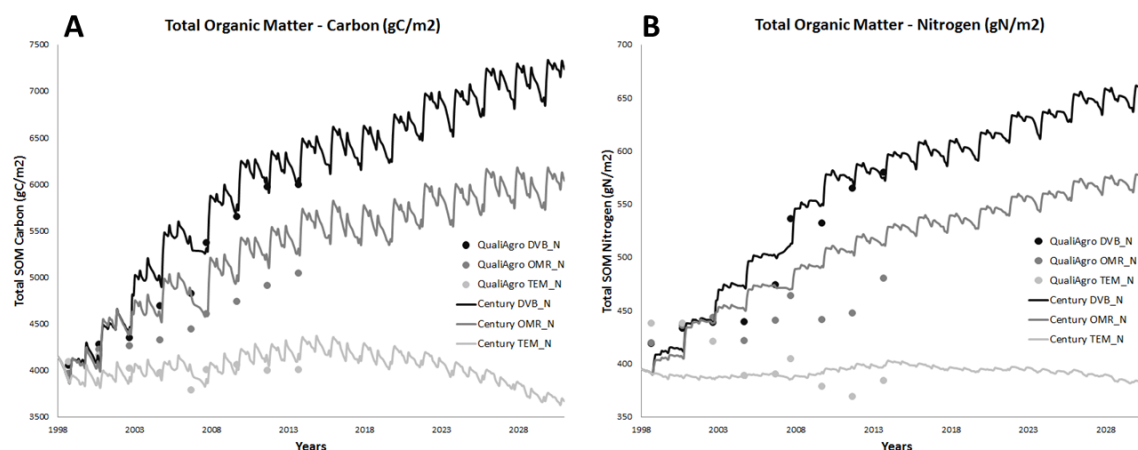 A
Total Organic Matter - Carbon (gC/m2)
Total SOM Carbon (gC/m2)
7500
7000
6500
6000
5500
5000
4500
4000
3500
1998
2003
2008
2013
2018
2023
2028
Years
QualiAgro DVB_N
QualiAgro OMR_N
QualiAgro TEM_N
Century DVB_N
Century OMR_N
Century TEM_N
B
Total Organic Matter - Nitrogen (gN/m2)
Total SOM Nitrogen (gN/m2)
700
650
600
550
500
450
400
350
1998
2003
2008
2013
2018
2023
2028
Years
QualiAgro DVB_N
QualiAgro OMR_N
QualiAgro TEM_N
Century DVB_N
Century OMR_N
Century TEM_N